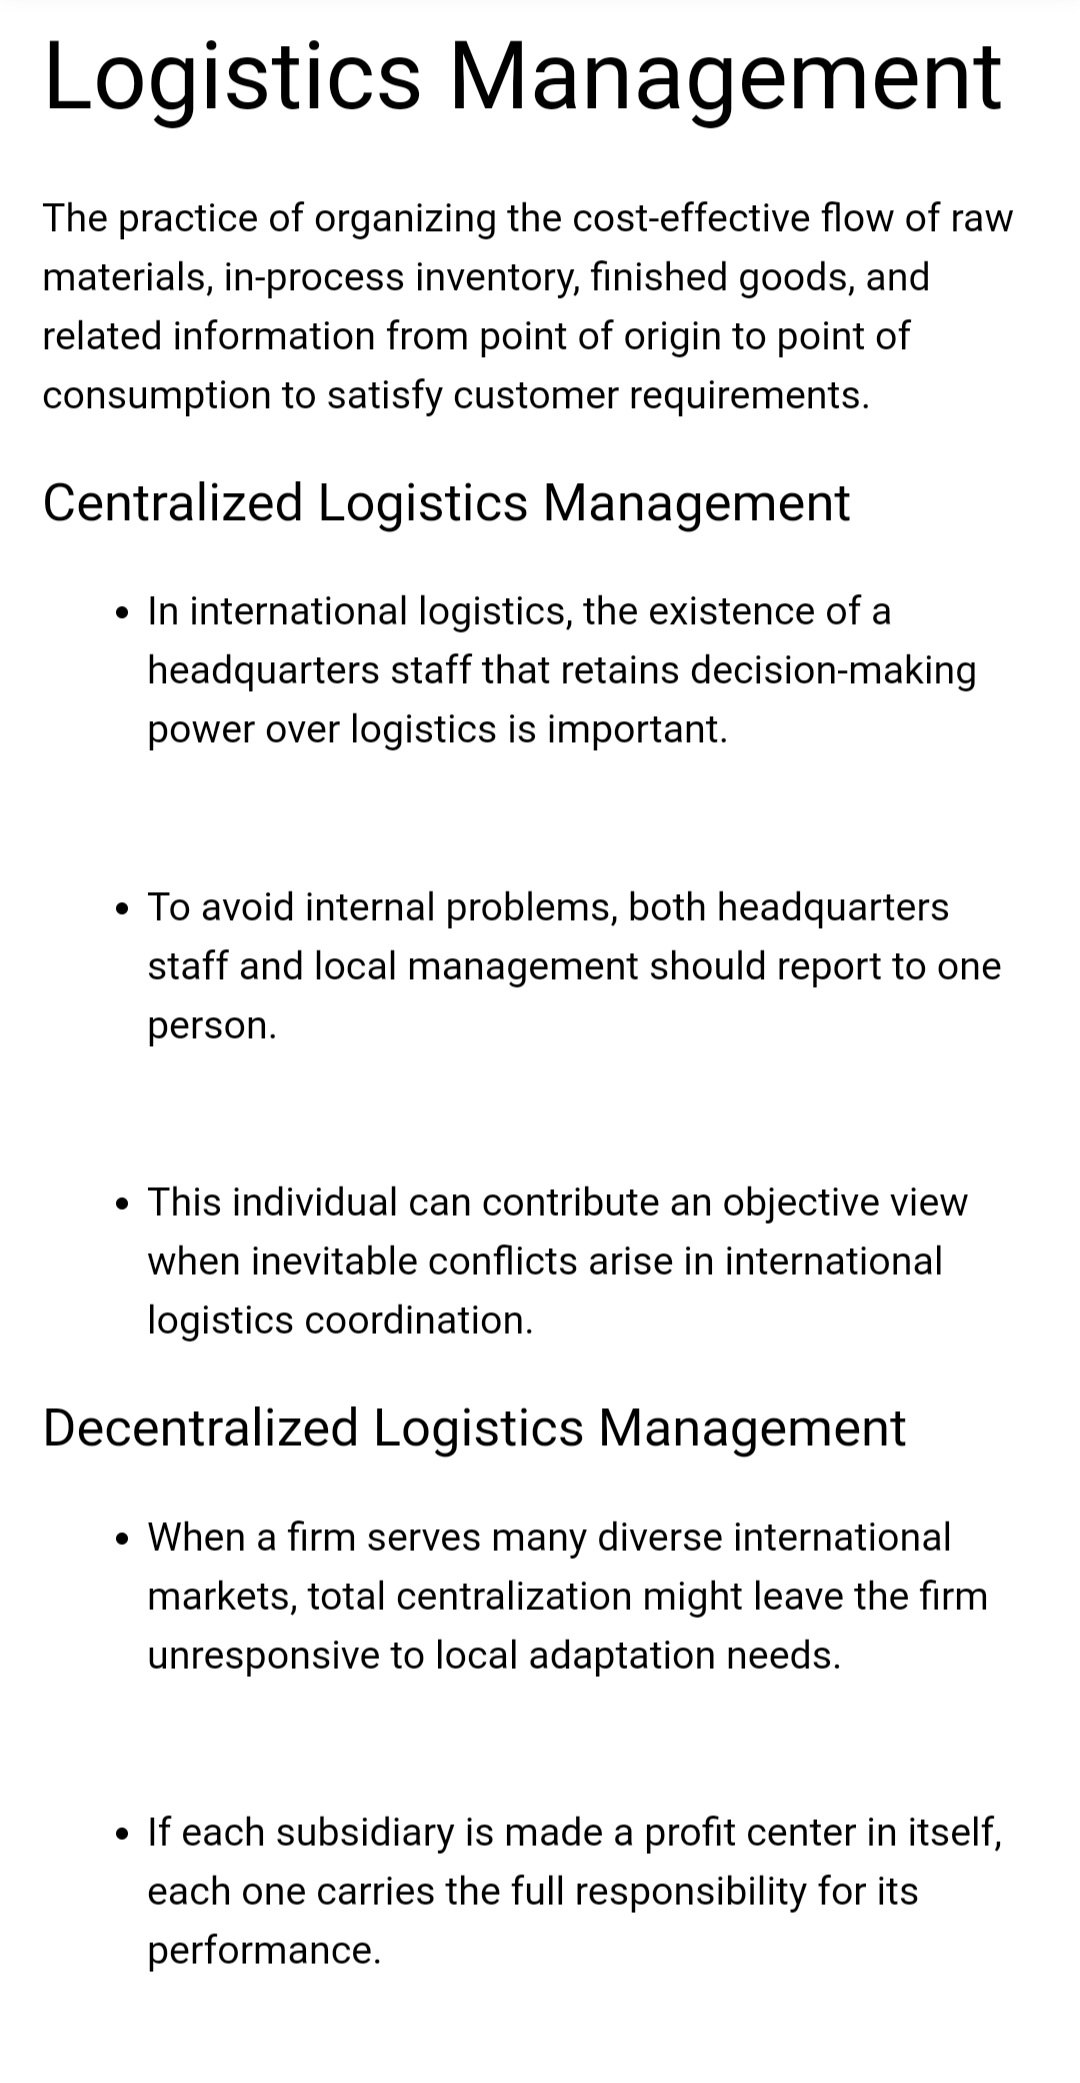 Logistics Management
The practice of organizing the cost-effective flow of raw
materials, in-process inventory, finished goods, and
related information from point of origin to point of
consumption to satisfy customer requirements.
Centralized Logistics Management
• In international logistics, the existence of a
headquarters staff that retains decision-making
power over logistics is important.
• To avoid internal problems, both headquarters
staff and local management should report to one
person.
• This individual can contribute an objective view
when inevitable conflicts arise in international
logistics coordination.
Decentralized Logistics Management
• When a firm serves many diverse international
markets, total centralization might leave the firm
unresponsive to local adaptation needs.
• If each subsidiary is made a profit center in itself,
each one carries the full responsibility for its
performance.